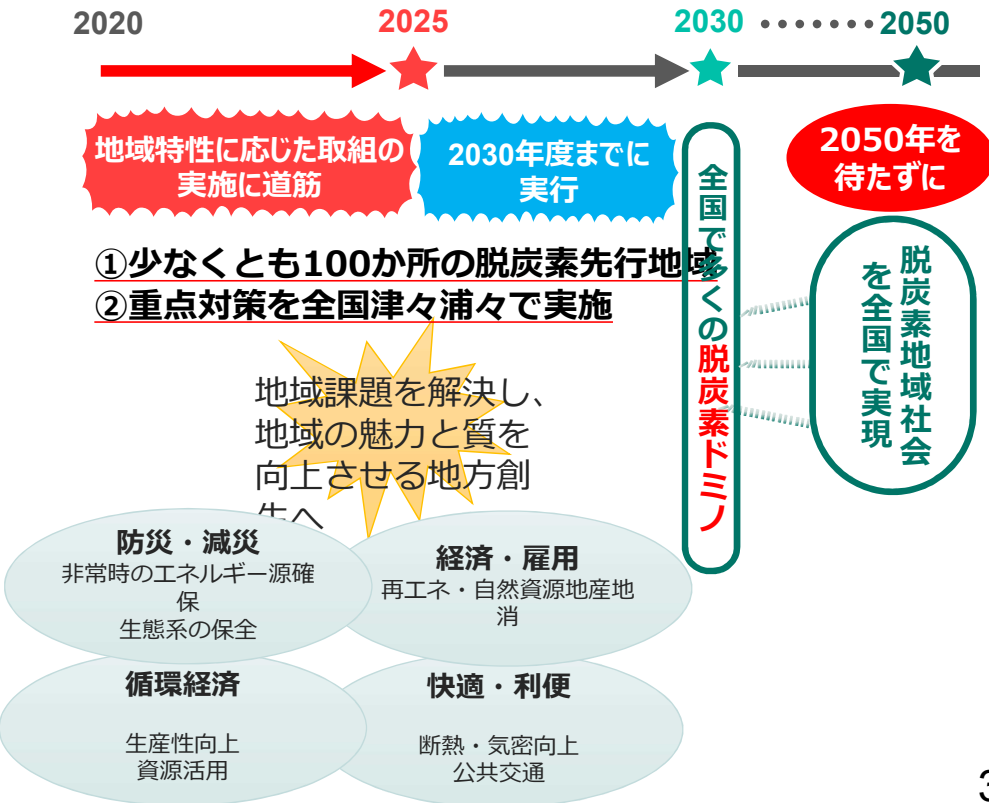 2020
2025
2030
・・・・・・・
2050
地域特性に応じた取組の
実施に道筋
2030年度までに
実行
2050年を
待たずに
①少なくとも100か所の脱炭素先行地域
②重点対策を全国津々浦々で実施
全国で多くの脱炭素ドミノ
脱炭素地域社会
を全国で実現
地域課題を解決し、
地域の魅力と質を
向上させる地方創
生へ
防災・減災
非常時のエネルギー源確
保
生態系の保全
経済・雇用
再エネ・自然資源地産地
消
循環経済
生産性向上
資源活用
快適・利便
断熱・気密向上
公共交通
3